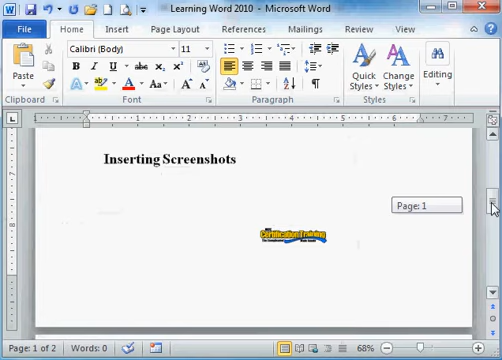 Learning Word 2010 - Microsoft Word
File Home Insert Page Layout References Mailings Review View
Calibri (Body) 11
Paste
Quick Styles
Change Styles
Editing
Clipboard Font Paragraph Styles
Inserting Screenshots
Page: 1
CertificationTraining
Page: 1 of 2 Words: 0 68%